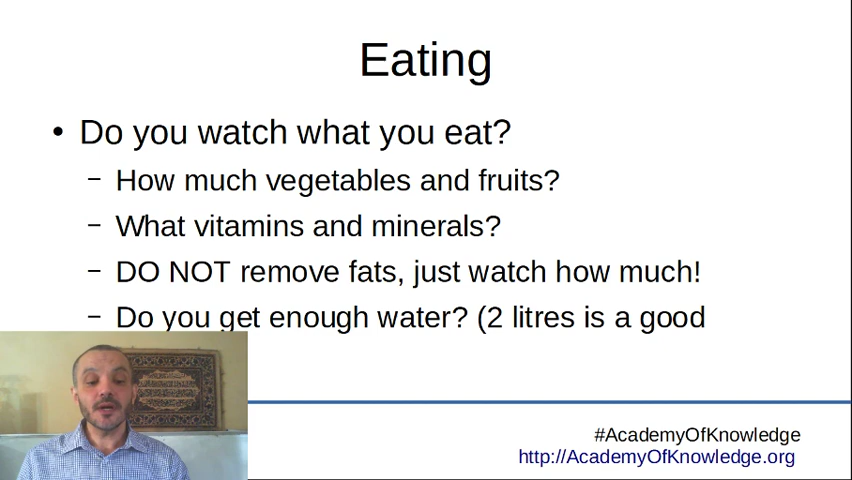 Eating
• Do you watch what you eat?
– How much vegetables and fruits?
– What vitamins and minerals?
– DO NOT remove fats, just watch how much!
– Do you get enough water? (2 litres is a good
#AcademyOfKnowledge
http://AcademyOfKnowledge.org